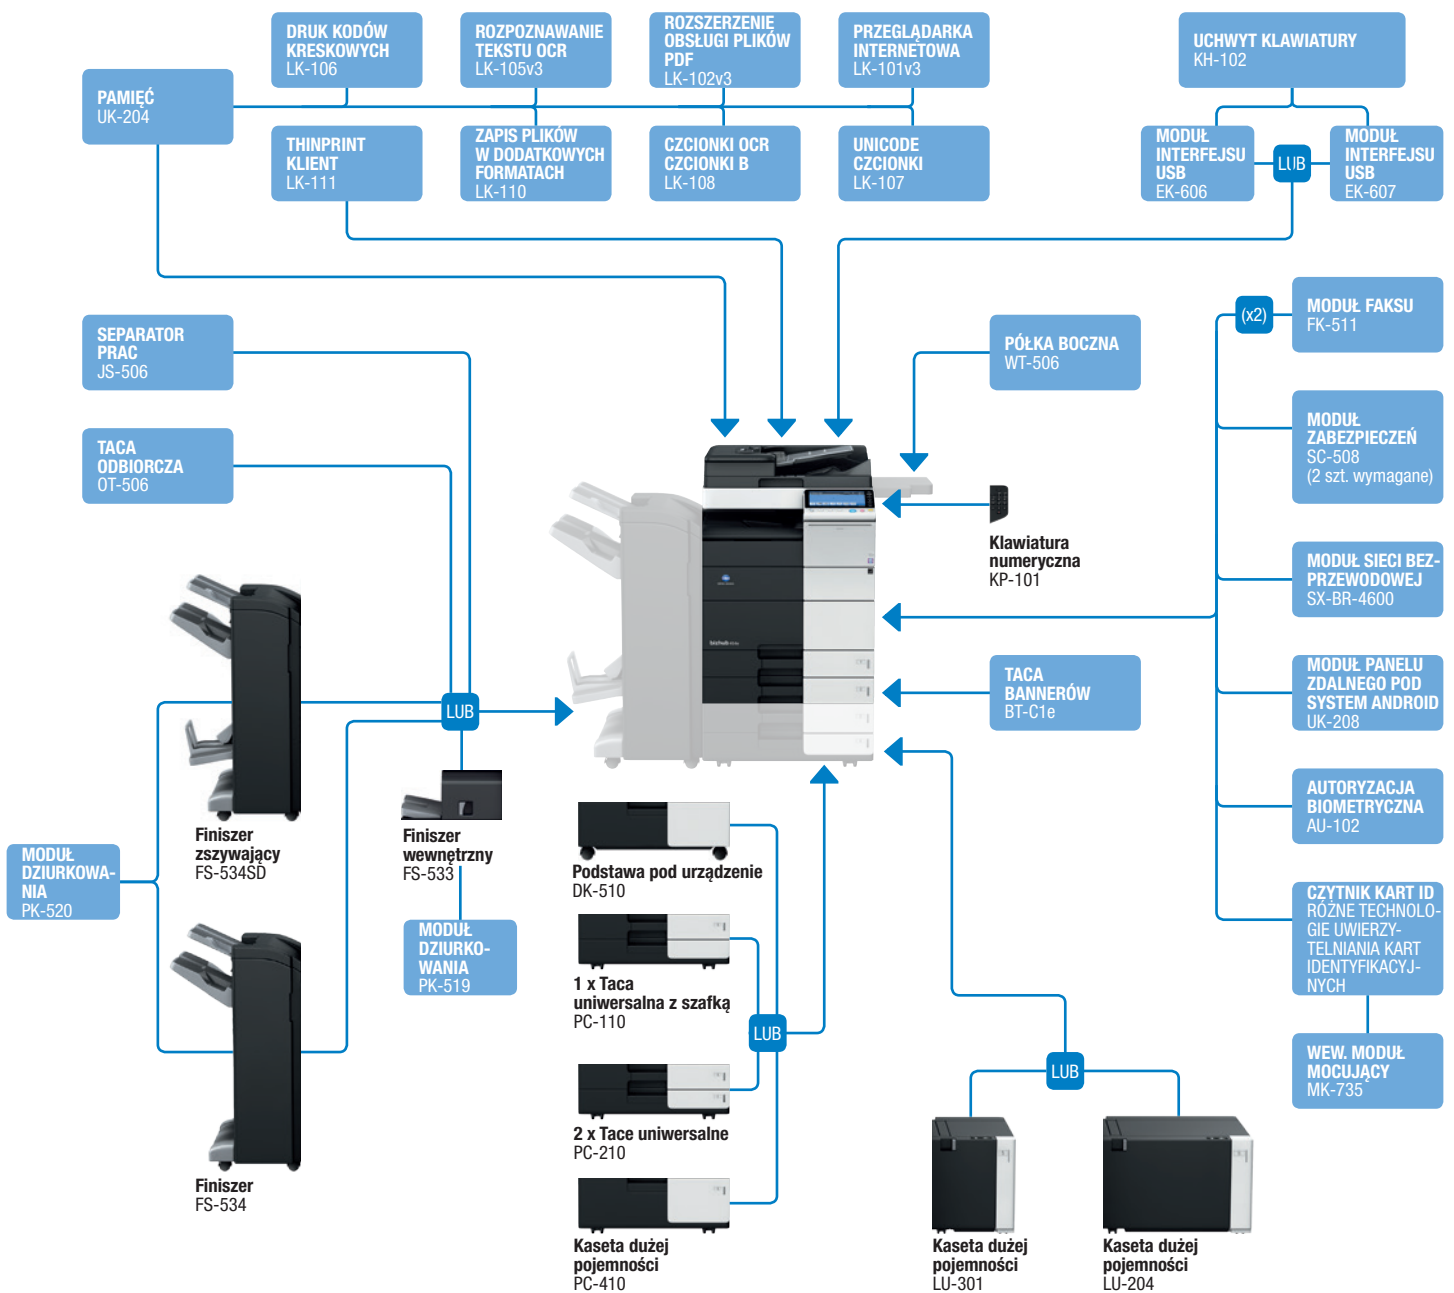 DRUK KODÓW
KRESKOWYCH
LK-106
ROZPOZNAWANIE
TEKSTU OCR
LK-105v3
ROZSZERZENIE
OBSŁUGI PLIKÓW
PDF
LK-102v3
PRZEGLĄDARKA
INTERNETOWA
LK-101v3
UCHWYT KLAWIATURY
KH-102
PAMIĘĆ
UK-204
THINPRINT
KLIENT
LK-111
ZAPIS PLIKÓW
W DODATKOWYCH
FORMATACH
LK-110
CZCIONKI OCR
CZCIONKI B
LK-108
UNICODE
CZCIONKI
LK-107
MODUŁ
INTERFEJSU
USB
EK-606
LUB
MODUŁ
INTERFEJSU
USB
EK-607
SEPARATOR
PRAC
JS-506
TACA
ODBIORCZA
OT-506
PÓŁKA BOCZNA
WT-506
(x2)
MODUŁ FAKSU
FK-511
MODUŁ
ZABEZPIECZEŃ
SC-508
(2 szt. wymagane)
Klawiatura
numeryczna
KP-101
MODUŁ SIECI BEZ-
PRZEWODOWEJ
SX-BR-4600
TACA
BANNERÓW
BT-C1e
MODUŁ PANELU
ZDALNEGO POD
SYSTEM ANDROID
UK-208
LUB
AUTORYZACJA
BIOMETRYCZNA
AU-102
Finiszer
zszywający
FS-534SD
Finiszer
wewnętrzny
FS-533
MODUŁ
DZIURKOWA-
NIA
PK-520
MODUŁ
DZIURKO-
WANIA
PK-519
Podstawa pod urządzenie
DK-510
1 x Taca
uniwersalna z szafką
PC-110
LUB
2 x Tace uniwersalne
PC-210
Kaseta dużej
pojemności
PC-410
CZYTNIK KART ID
RÓŻNE TECHNOLO-
GIE UWIERZY-
TELNIANIA KART
IDENTYFIKACYJ-
NYCH
WEW. MODUŁ
MOCUJĄCY
MK-735
LUB
Finiszer
FS-534
Kaseta dużej
pojemności
LU-301
Kaseta dużej
pojemności
LU-204